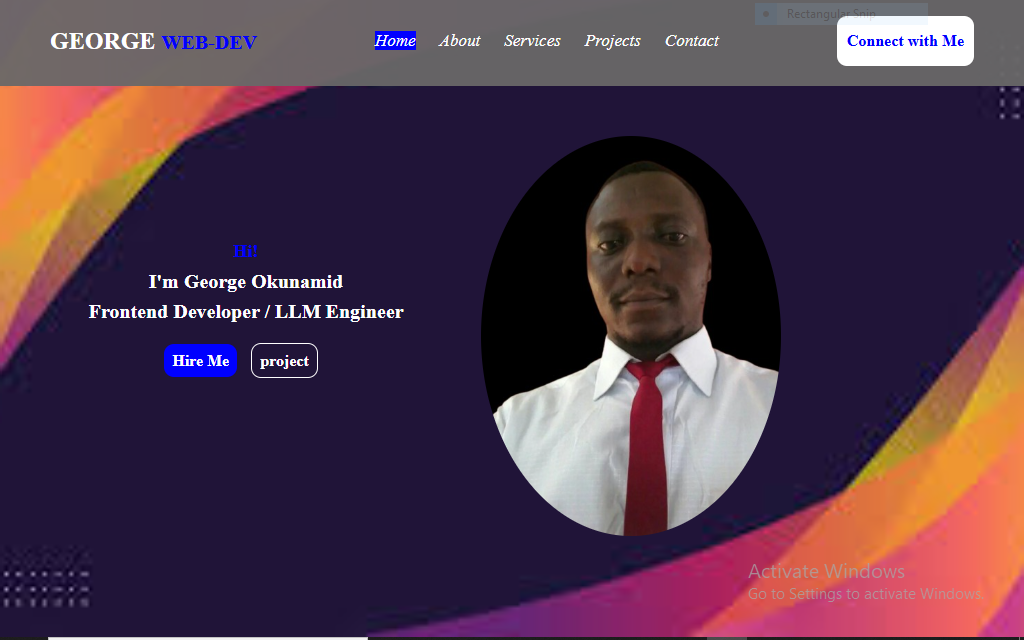 Rectangular Snip
GEORGE WEB-DEV
Home About Services Projects Contact
Connect with Me
Hi!
I'm George Okunamid
Frontend Developer / LLM Engineer
Hire Me project
Activate Windows
Go to Settings to activate Windows.